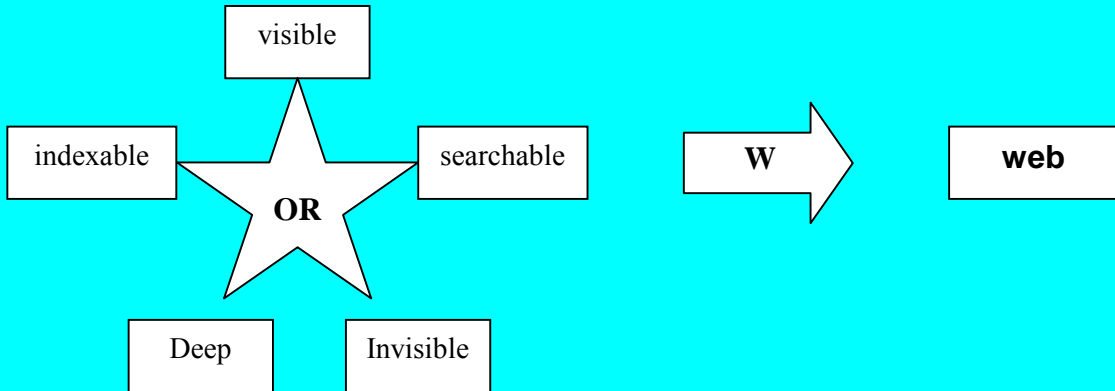 visible
indexable
searchable
OR
W
web
Deep
Invisible